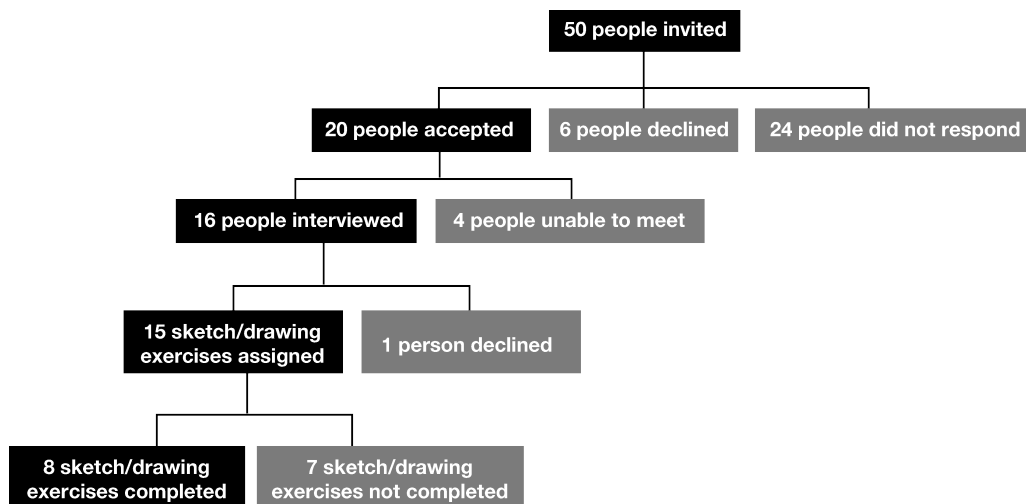 50 people invited
20 people accepted
6 people declined
24 people did not respond
16 people interviewed
4 people unable to meet
15 sketch/drawing
exercises assigned
1 person declined
8 sketch/drawing
exercises completed
7 sketch/drawing
exercises not completed